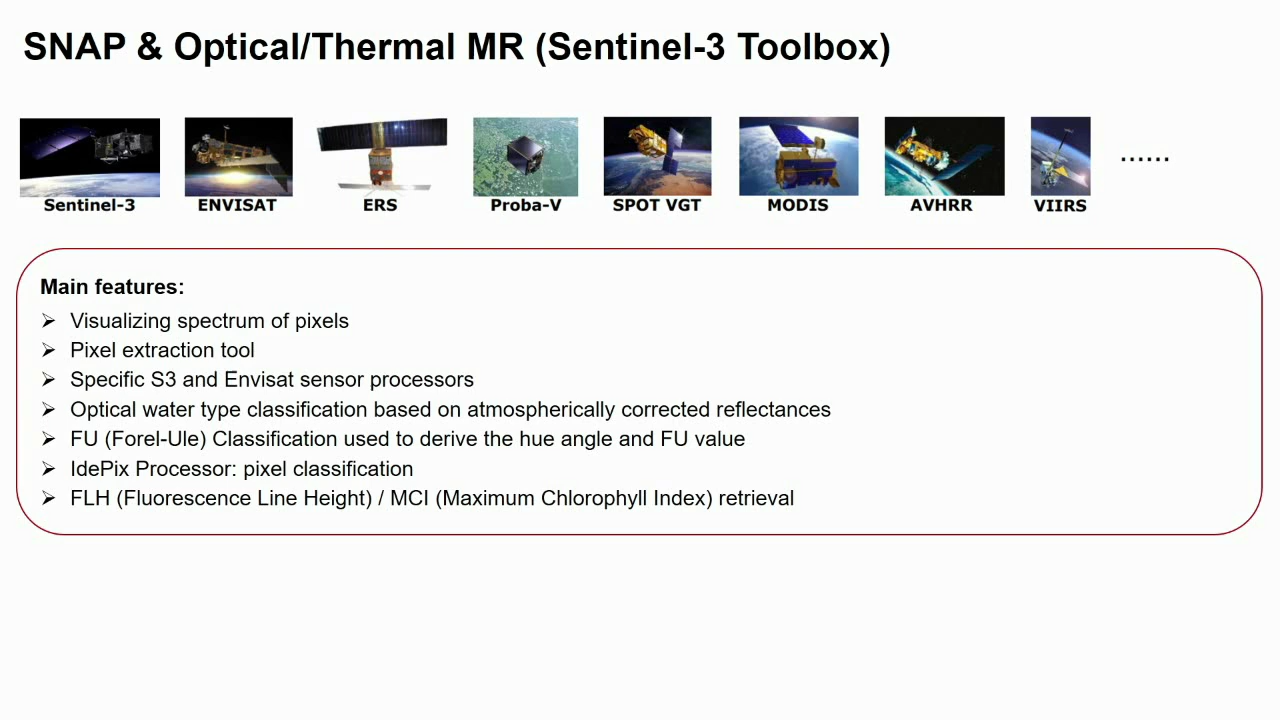 SNAP & Optical/Thermal MR (Sentinel-3 Toolbox)
Sentinel-3 ENVISAT ERS Proba-V SPOT VGT MODIS AVHRR VIIRS ......
Main features:
➢ Visualizing spectrum of pixels
➢ Pixel extraction tool
➢ Specific S3 and Envisat sensor processors
➢ Optical water type classification based on atmospherically corrected reflectances
➢ FU (Forel-Ule) Classification used to derive the hue angle and FU value
➢ IdePix Processor: pixel classification
➢ FLH (Fluorescence Line Height) / MCI (Maximum Chlorophyll Index) retrieval